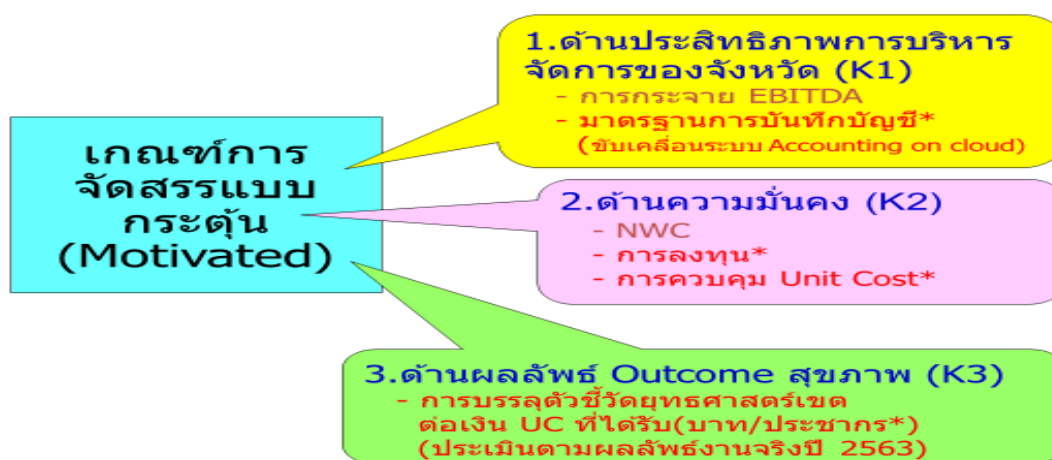 1.ด้านประสิทธิภาพการบริหาร
จัดการของจังหวัด (K1)
- การกระจาย EBITDA
- มาตรฐานการบันทึกบัญชี*
(ขับเคลื่อนระบบ Accounting on cloud)
เกณฑ์การ
จัดสรรแบบ
กระตุ้น
(Motivated)
2.ด้านความมั่นคง (K2)
- NWC
- การลงทุน*
- การควบคุม Unit Cost*
3.ด้านผลลัพธ์ Outcome สุขภาพ (K3)
- การบรรลุตัวชี้วัดยุทธศาสตร์เขต
ต่อเงิน UC ที่ได้รับ(บาท/ประชากร*)
(ประเมินตามผลลัพธ์งานจริงปี 2563)